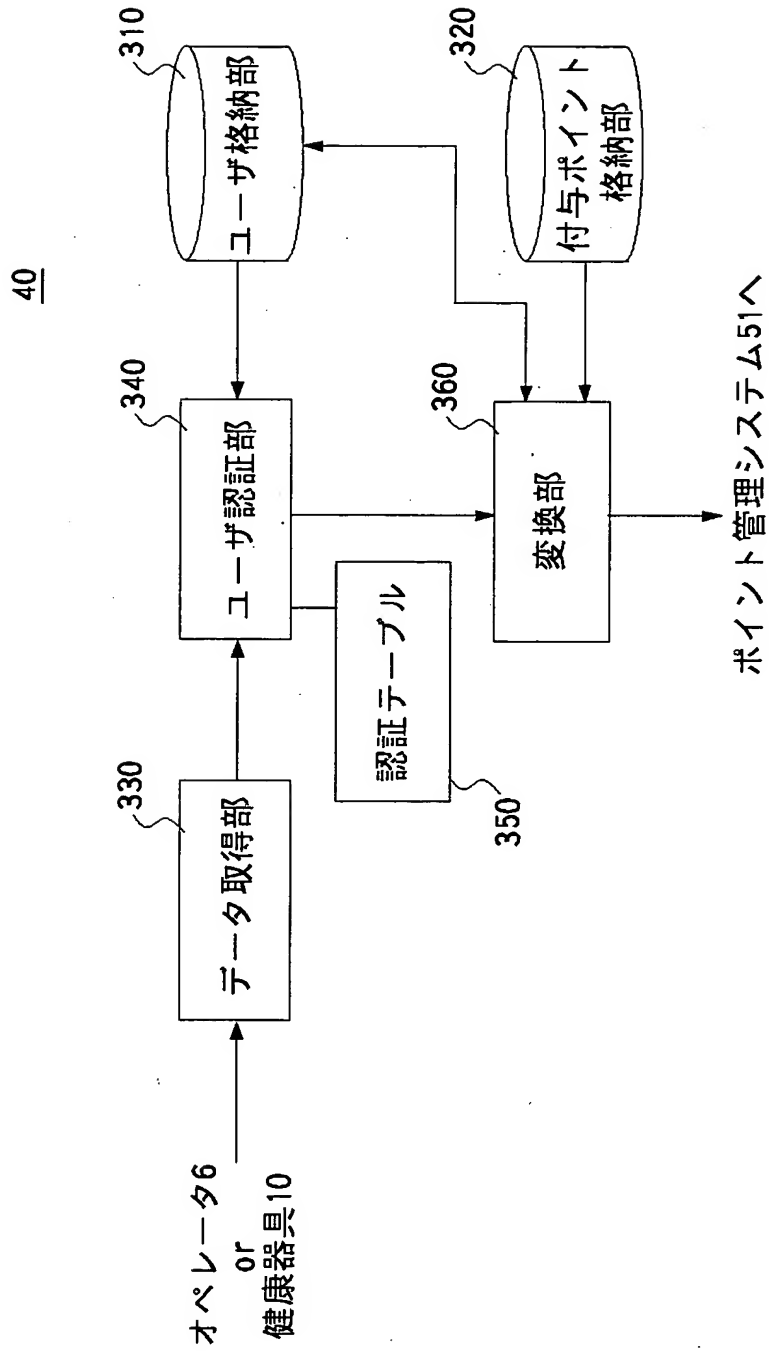 40
オペレータ6
or
健康器具10
330
データ取得部
340
ユーザ認証部
310
ユーザ格納部
認証テーブル
350
360
変換部
320
付与ポイント
格納部
ポイント管理システム51へ